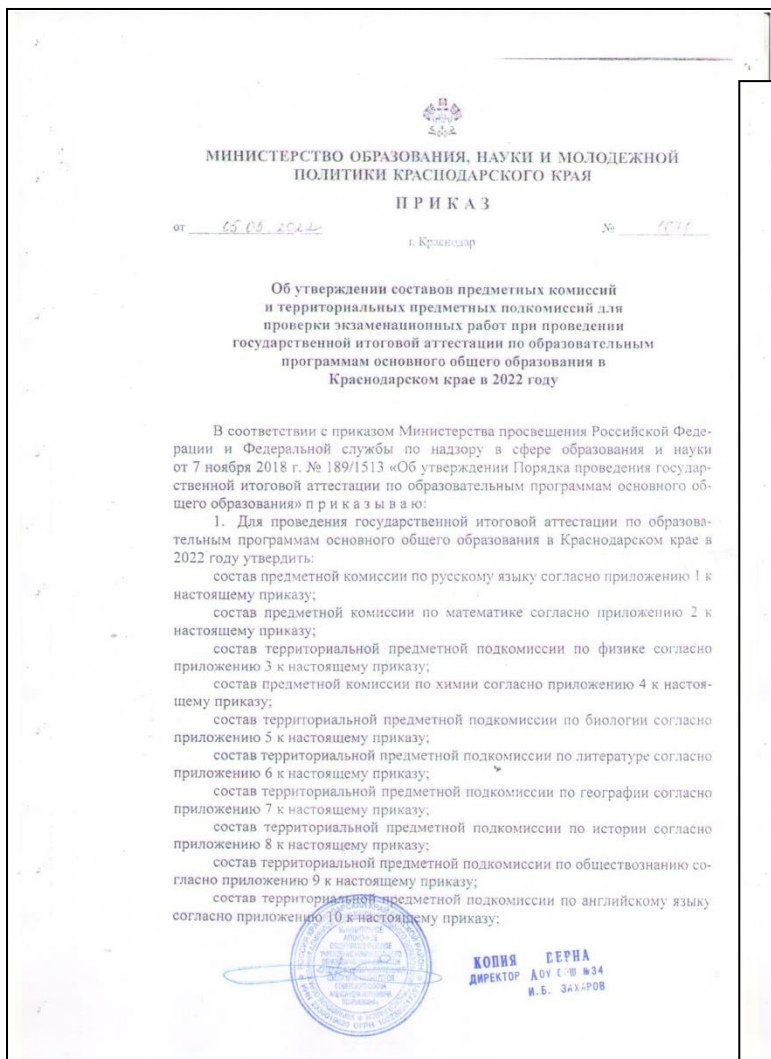 МИНИСТЕРСТВО ОБРАЗОВАНИЯ, НАУКИ И МОЛОДЕЖНОЙ
ПОЛИТИКИ КРАСНОДАРСКОГО КРАЯ
ПРИКАЗ
от 05.05.2022 №
г. Краснодар
Об утверждении составов предметных комиссий
и территориальных предметных подкомиссий для
проверки экзаменационных работ при проведении
государственной итоговой аттестации по образовательным
программам основного общего образования в
Краснодарском крае в 2022 году
В соответствии с приказом Министерства просвещения Российской Феде-
рации и Федеральной службы по надзору в сфере образования и науки
от 7 ноября 2018 г. № 189/1513 «Об утверждении Порядка проведения государ-
ственной итоговой аттестации по образовательным программам основного об-
щего образования» п р и к а з ы в а ю:
1. Для проведения государственной итоговой аттестации по образова-
тельным программам основного общего образования в Краснодарском крае в
2022 году утвердить:
состав предметной комиссии по русскому языку согласно приложению 1 к
настоящему приказу;
состав предметной комиссии по математике согласно приложению 2 к
настоящему приказу;
состав территориальной предметной подкомиссии по физике согласно
приложению 3 к настоящему приказу;
состав предметной комиссии по химии согласно приложению 4 к настоя-
щему приказу;
состав территориальной предметной подкомиссии по биологии согласно
приложению 5 к настоящему приказу;
состав территориальной предметной подкомиссии по литературе согласно
приложению 6 к настоящему приказу;
состав территориальной предметной подкомиссии по географии согласно
приложению 7 к настоящему приказу;
состав территориальной предметной подкомиссии по истории согласно
приложению 8 к настоящему приказу;
состав территориальной предметной подкомиссии по обществознанию со-
гласно приложению 9 к настоящему приказу;
состав территориальной предметной подкомиссии по английскому языку
согласно приложению 10 к настоящему приказу;
КОПИЯ ВЕРНА
ДИРЕКТОР АОУ СОШ №34
И.Б. ЗАХАРОВ